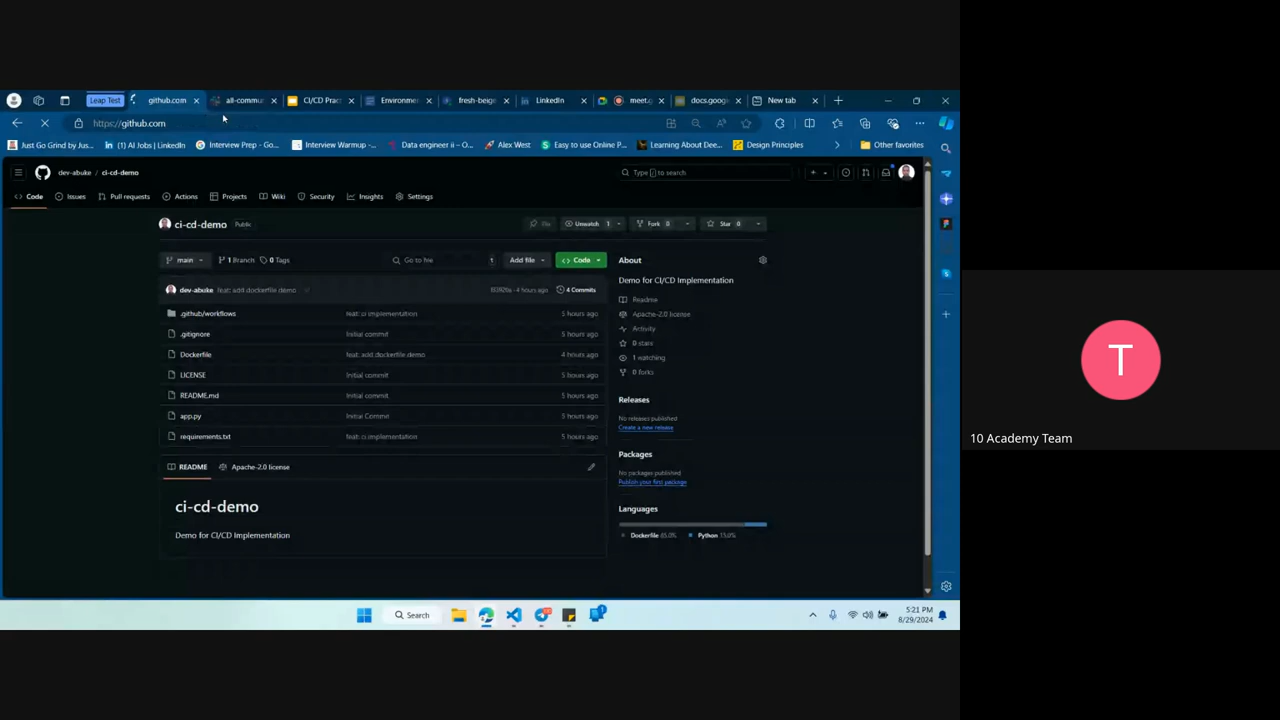 Leap Test
github.com
all-commu
CI/CD Prac
Environme
fresh-beige
LinkedIn
meet.g
docs.goog
New tab
https://github.com
Just Go Grind by Jus...
(1) AI Jobs | LinkedIn
Interview Prep - Go...
Interview Warmup -...
Data engineer ii – O...
Alex West
Easy to use Online P...
Learning About Dee...
Design Principles
Other favorites
dev-abuke / ci-cd-demo
Type / to search
Code
Issues
Pull requests
Actions
Projects
Wiki
Security
Insights
Settings
ci-cd-demo
Public
Pin
Unwatch 1
Fork 0
Star 0
main
1 Branch
0 Tags
Go to file
t
Add file
Code
About
Demo for CI/CD Implementation
dev-abuke feat: add dockerfile demo
4 hours ago
4 Commits
Readme
Apache-2.0 license
Activity
0 stars
1 watching
0 forks
.github/workflows feat: ci implementation 5 hours ago
.gitignore Initial commit 5 hours ago
Dockerfile feat: add dockerfile demo 4 hours ago
LICENSE Initial commit 5 hours ago
README.md Initial commit 5 hours ago
app.py Initial Commit 5 hours ago
requirements.txt feat: ci implementation 5 hours ago
Releases
No releases published
Create a new release
Packages
No packages published
Publish your first package
Languages
Dockerfile 85.0% Python 15.0%
README
Apache-2.0 license
ci-cd-demo
Demo for CI/CD Implementation
Search
5:21 PM
8/29/2024
T
10 Academy Team